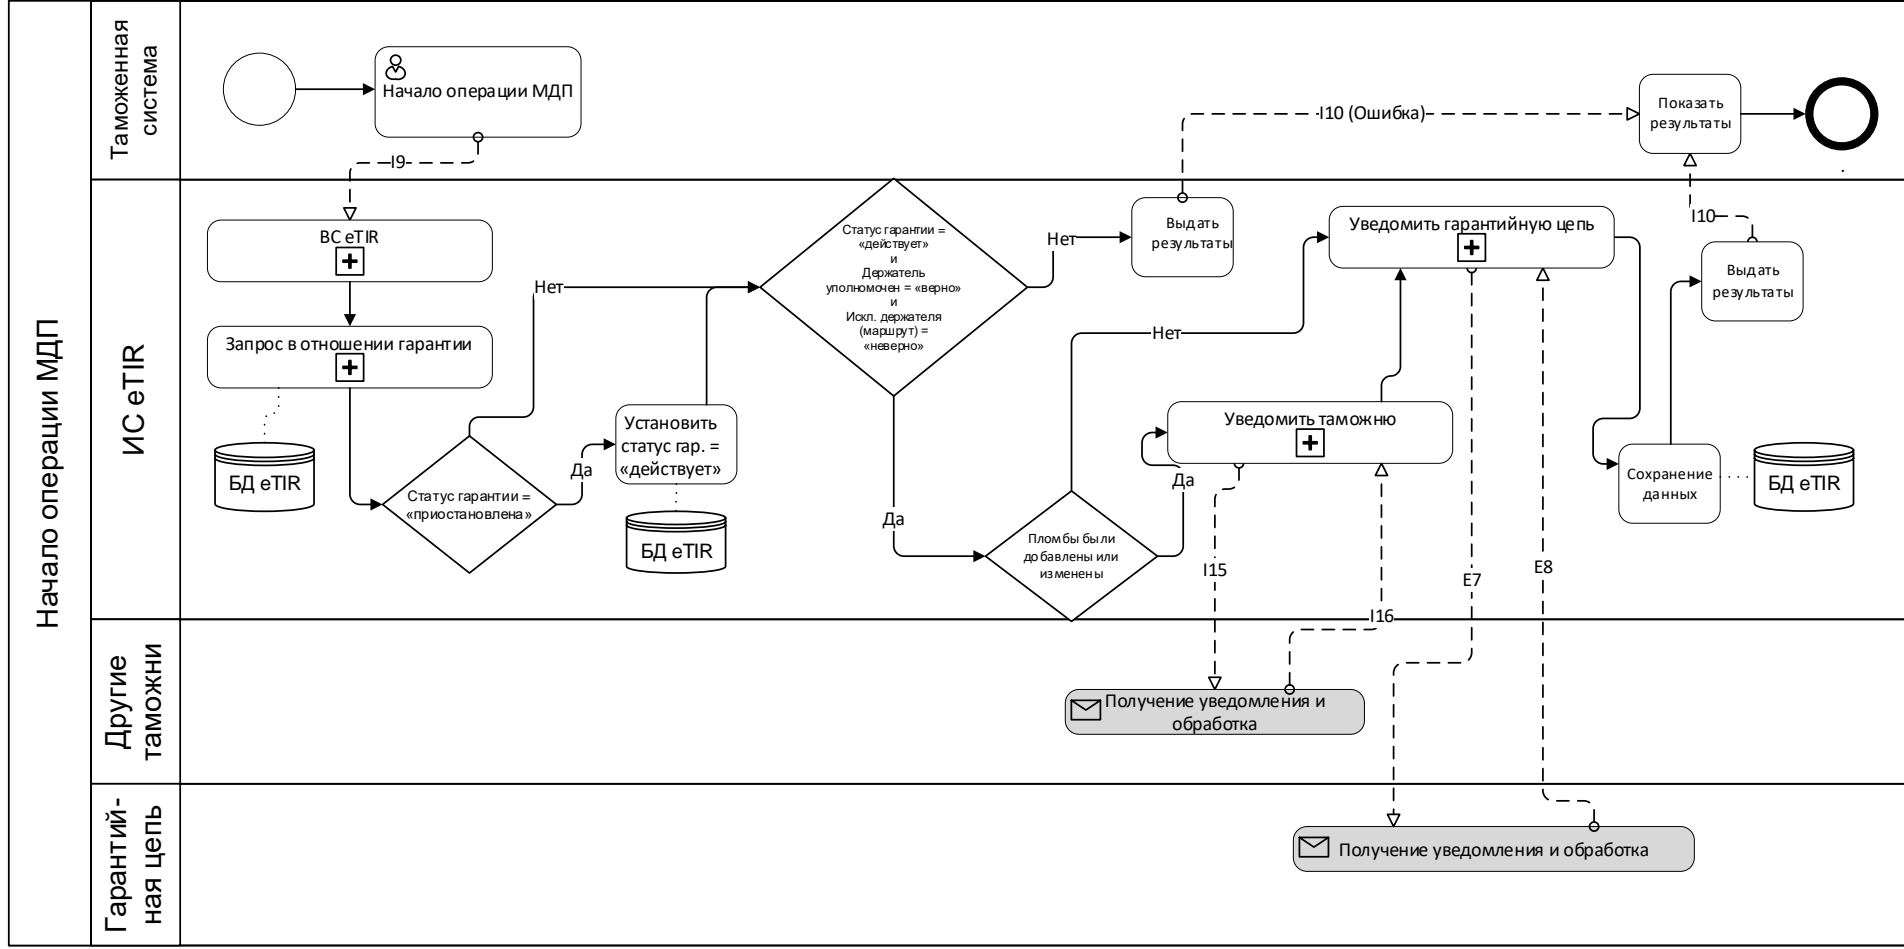 Начало операции МДП
Таможенная
система
Начало операции МДП
I9
I10 (Ошибка)
Показать
результаты
ИС eTIR
ВС eTIR
Запрос в отношении гарантии
БД eTIR
Статус гарантии =
«приостановлена»
Нет
Да
Установить
статус гар. =
«действует»
БД eTIR
Статус гарантии =
«действует»
и
Держатель
уполномочен = «верно»
и
Искл. держателя
(маршрут) =
«неверно»
Нет
Да
Выдать
результаты
Пломбы были
добавлены или
изменены
Нет
Да
Уведомить таможню
Уведомить гарантийную цепь
I10
Выдать
результаты
Сохранение
данных
БД eTIR
I15
I16
E7
E8
Другие
таможни
Получение уведомления и
обработка
Гарантий-
ная цепь
Получение уведомления и обработка